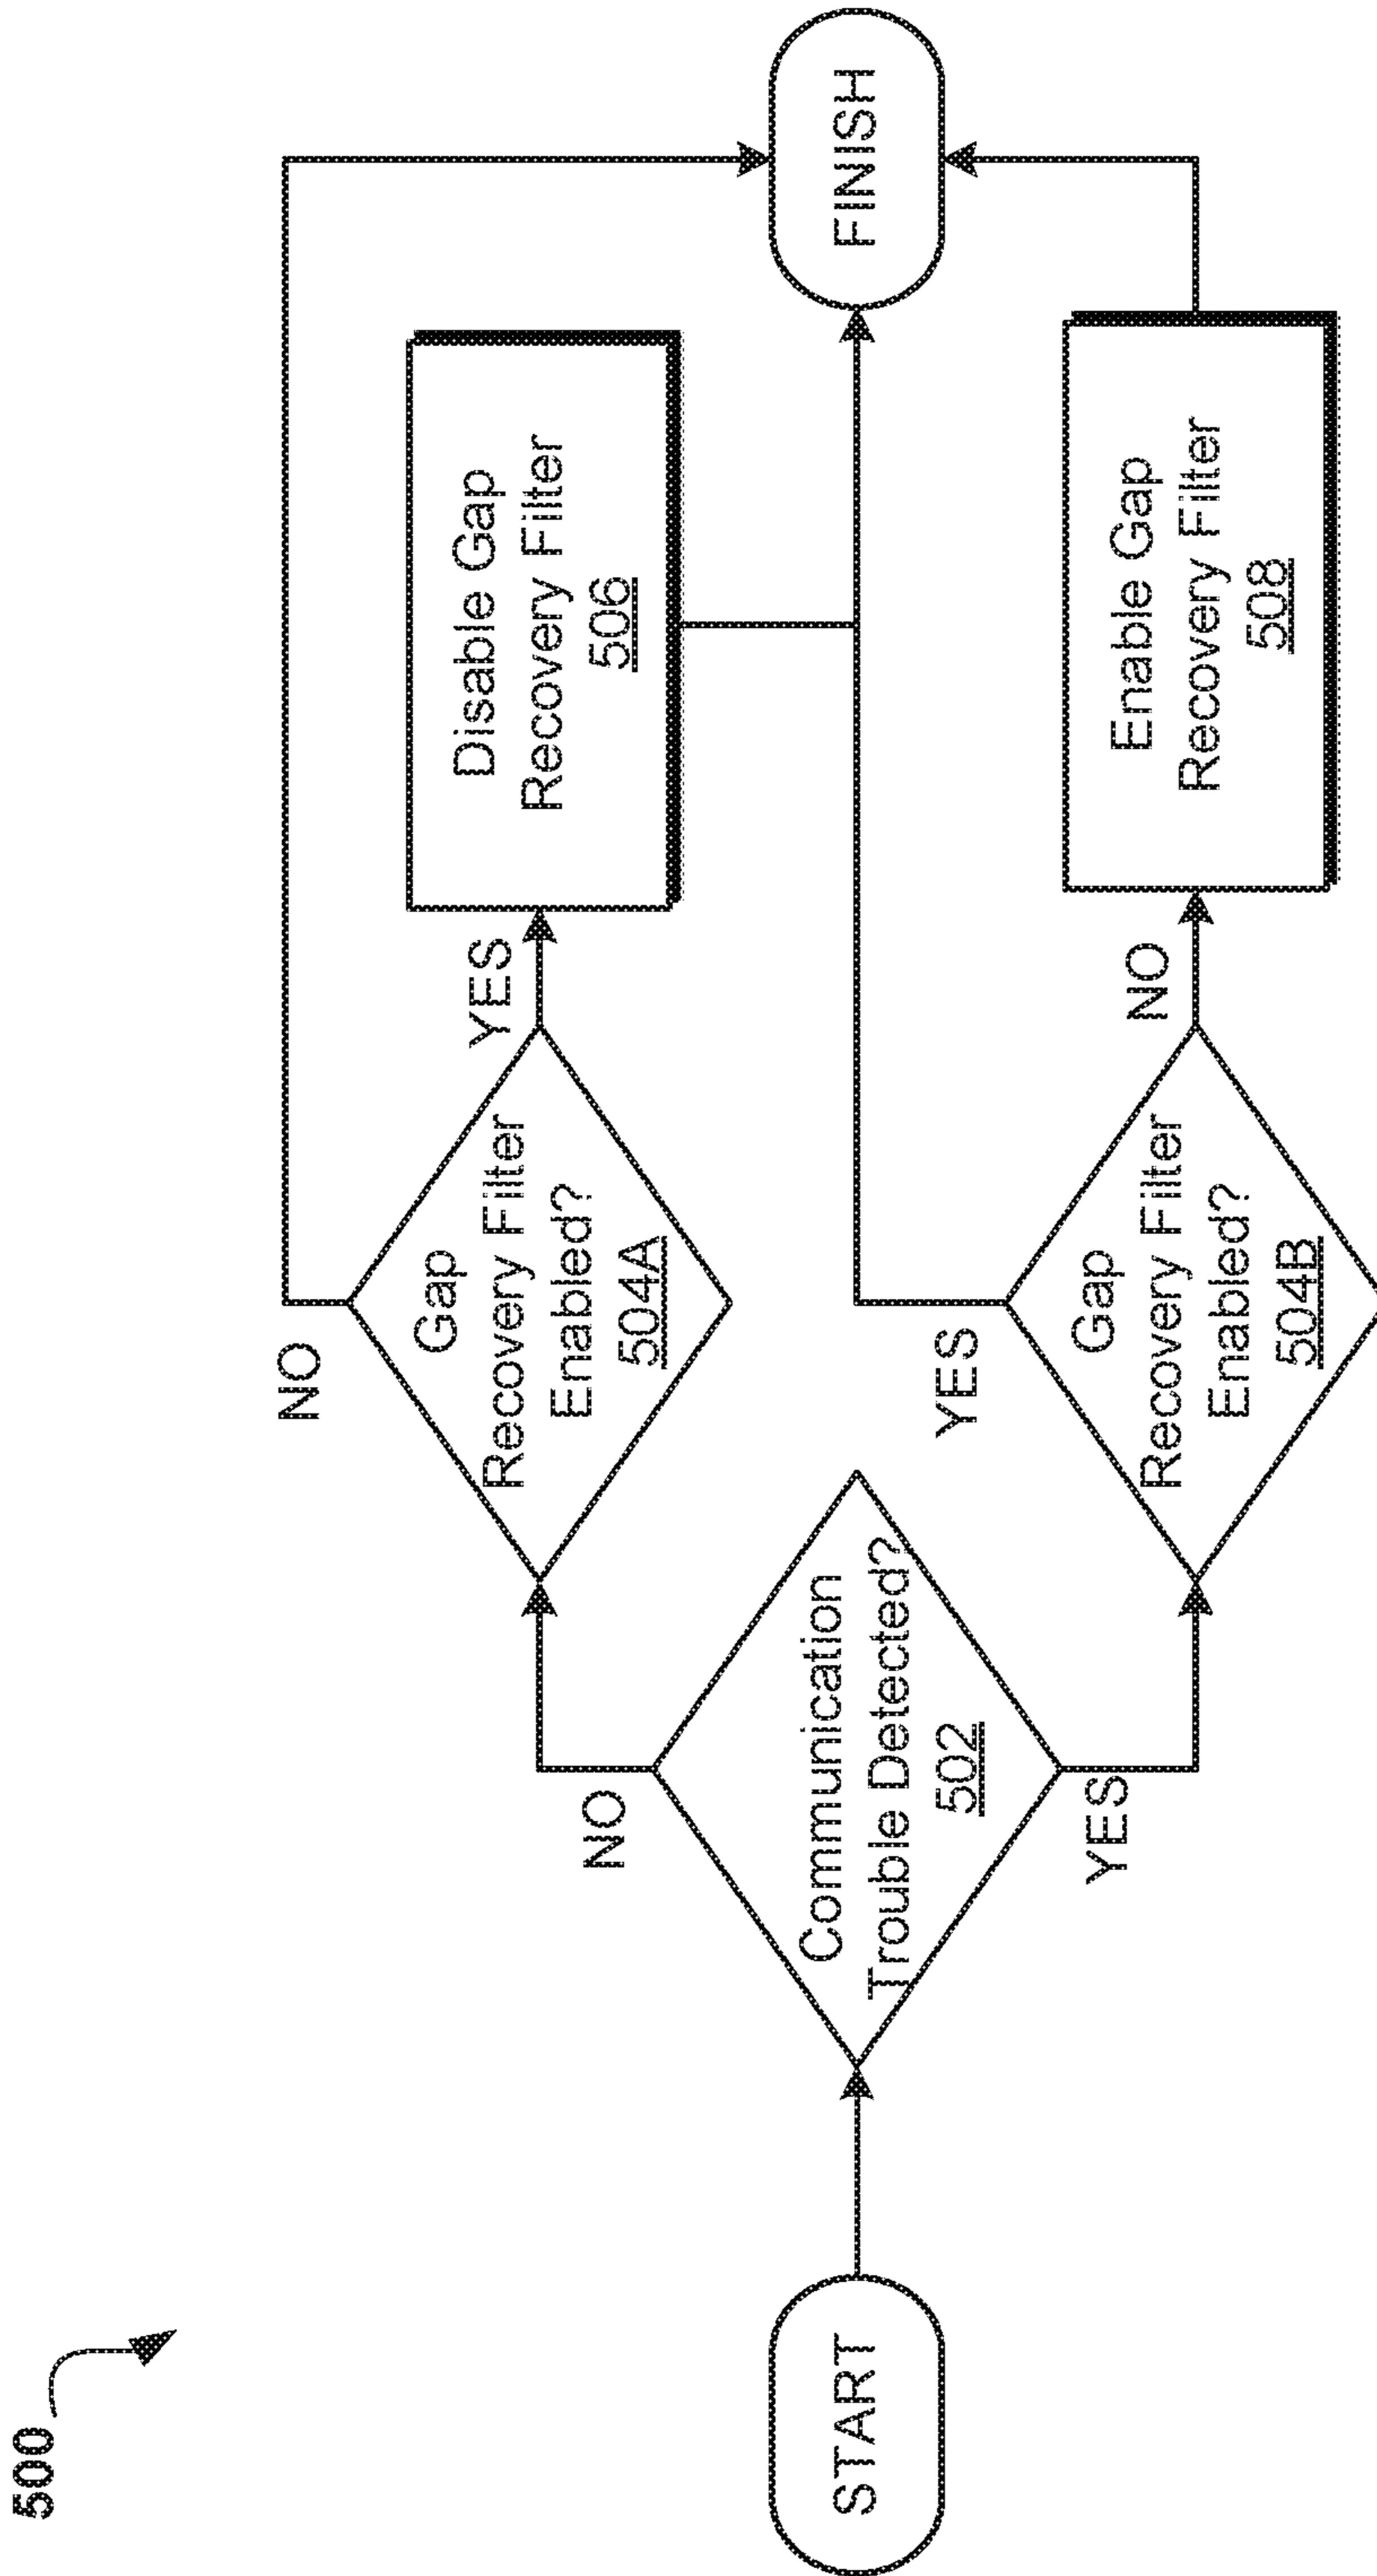 500
START
Communication
Trouble Detected?
502
NO
YES
Gap
Recovery Filter
Enabled?
504A
NO
YES
Disable Gap
Recovery Filter
506
Gap
Recovery Filter
Enabled?
504B
YES
NO
Enable Gap
Recovery Filter
508
FINISH